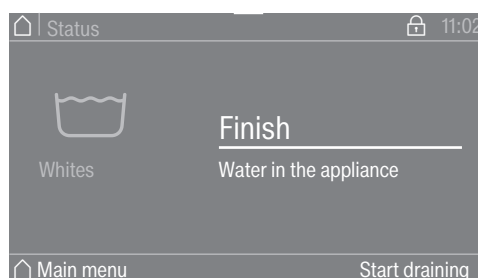 Status 11:02
Finish
Whites Water in the appliance
Main menu Start draining